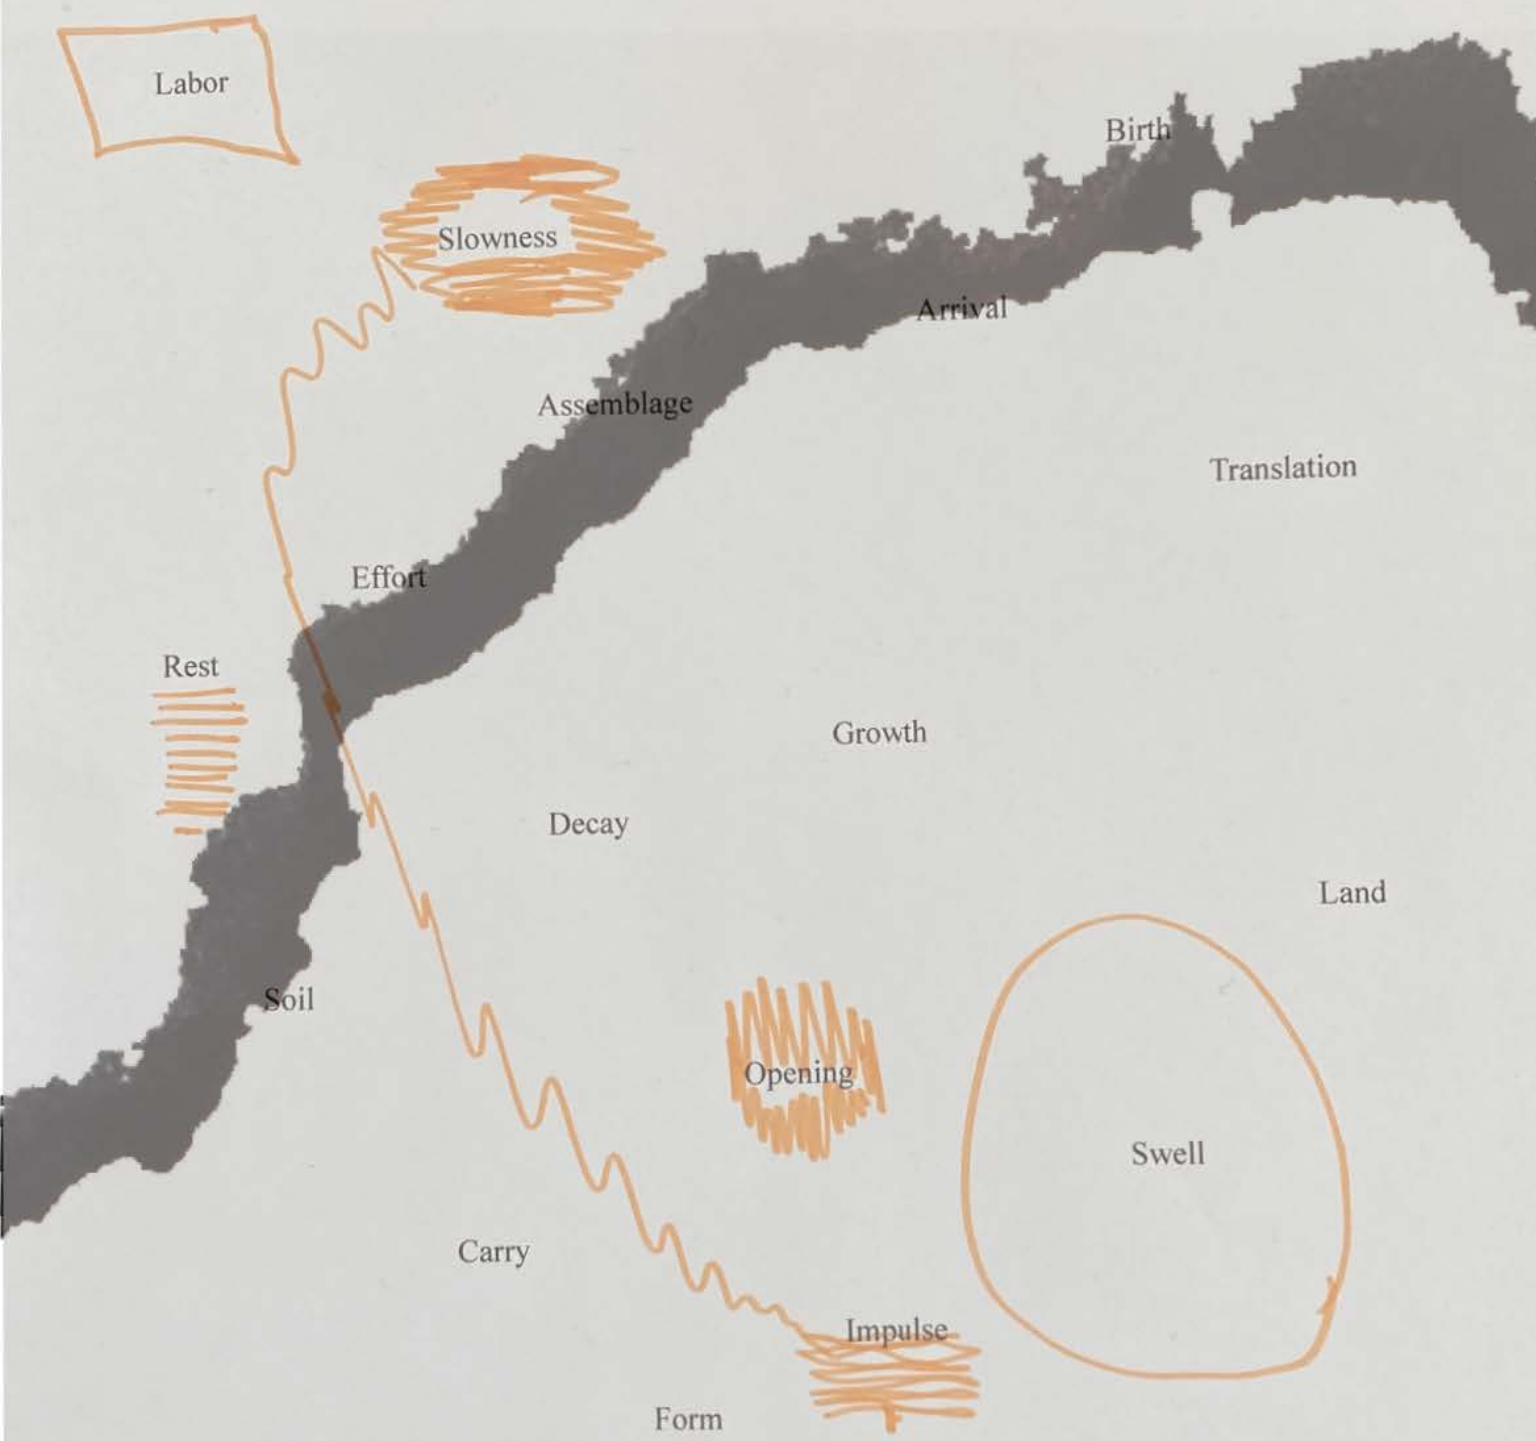 Labor
Birth
Slowness
Arrival
Assemblage
Translation
Effort
Rest
Growth
Decay
Land
Soil
Opening
Swell
Carry
Impulse
Form